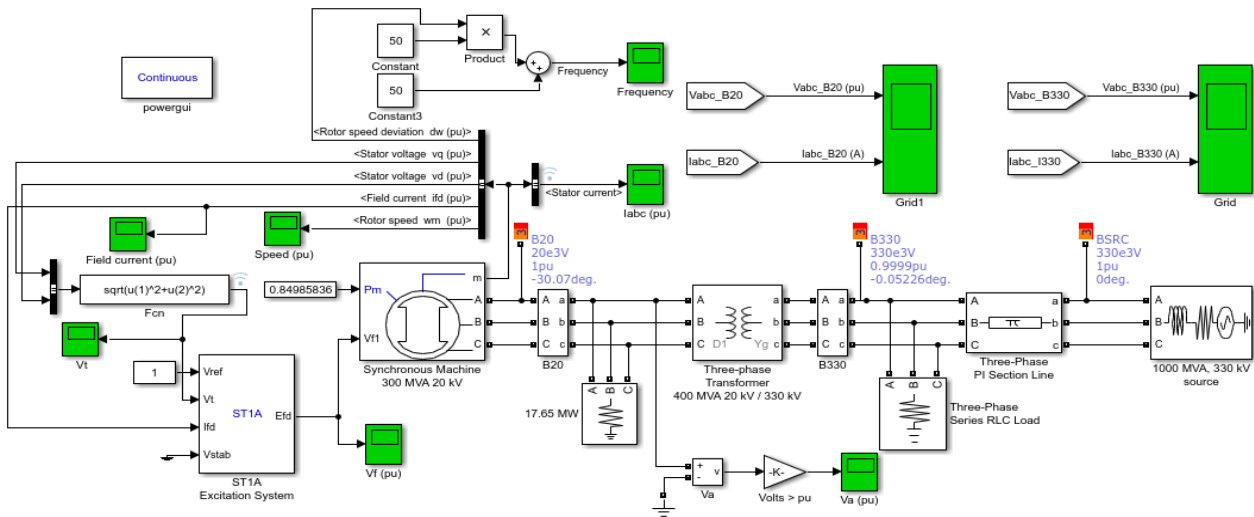 Continuous
powergui
50
Constant
×
Product
50
Constant3
+
+
Frequency
Frequency
Vabc_B20
Vabc_B20 (pu)
Iabc_B20
Iabc_B20 (A)
Grid1
Vabc_B330
Vabc_B330 (pu)
Iabc_I330
Iabc_B330 (A)
Grid
<Rotor speed deviation dw (pu)>
<Stator voltage vq (pu)>
<Stator voltage vd (pu)>
<Field current ifd (pu)>
<Rotor speed wm (pu)>
<Stator current>
Iabc (pu)
Field current (pu)
Speed (pu)
sqrt(u(1)^2+u(2)^2)
Fcn
Vt
0.84985836
Pm
Vf1
m
A
B
C
Synchronous Machine
300 MVA 20 kV
3
B20
20e3V
1pu
-30.07deg.
A
B
C
a
b
c
B20
A
B
C
a
b
c
D1
Yg
Three-phase
Transformer
400 MVA 20 kV / 330 kV
3
B330
330e3V
0.9999pu
-0.05226deg.
A
B
C
a
b
c
B330
A
B
C
a
b
c
π
Three-Phase
PI Section Line
3
BSRC
330e3V
1pu
0deg.
A
B
C
1000 MVA, 330 kV
source
1
Vref
Vt
Ifd
Vstab
ST1A
Efd
ST1A
Excitation System
Vf (pu)
17.65 MW
A
B
C
A
B
C
Three-Phase
Series RLC Load
+
-
v
Va
-K-
Volts > pu
Va (pu)